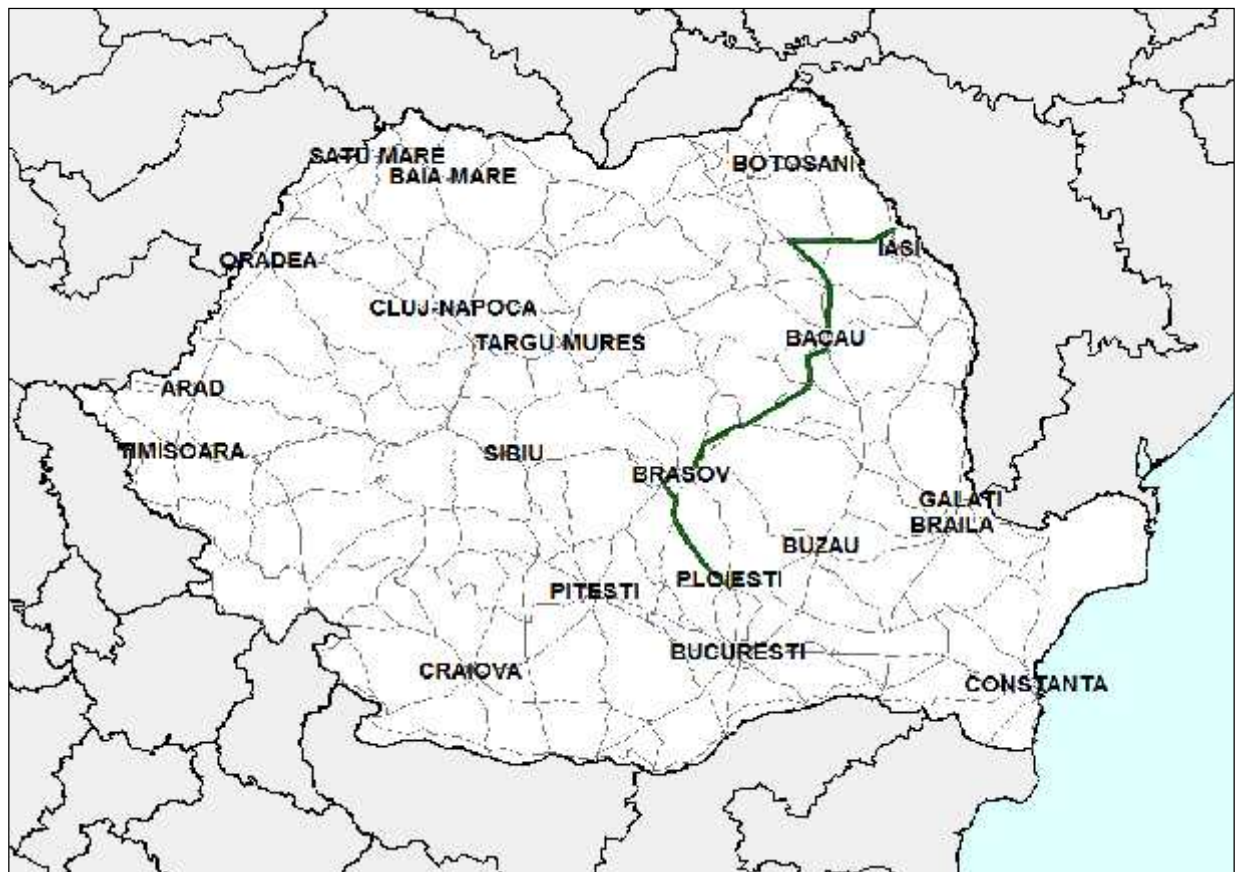 BOTOSANI
SATU MARE
BAIA MARE
IASI
ORADEA
CLUJ-NAPOCA
BACAU
TARGU MURES
ARAD
TIMISOARA
SIBIU
BRASOV
GALATI
BRAILA
BUZAU
PLOIESTI
PITESTI
BUCURESTI
CRAIOVA
CONSTANTA